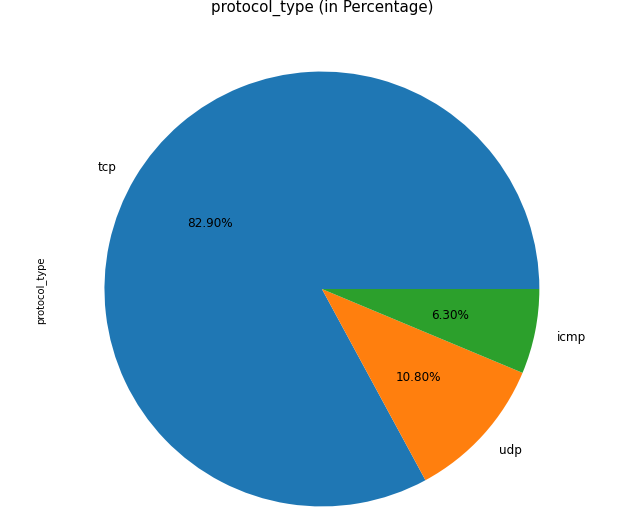 protocol_type (in Percentage)
tcp
82.90%
protocol_type
6.30%
icmp
10.80%
udp